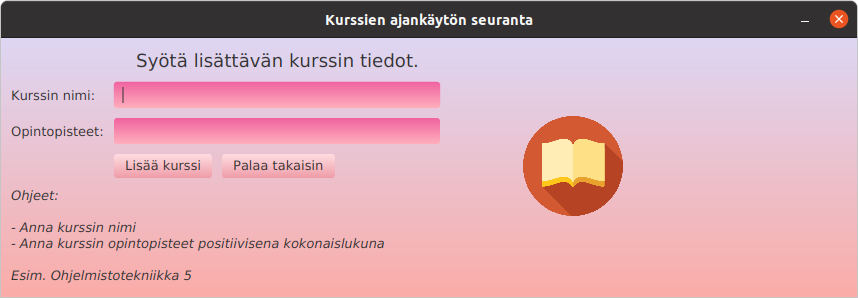 Kurssien ajankäytön seuranta
Syötä lisättävän kurssin tiedot.
Kurssin nimi:
Opintopisteet:
Lisää kurssi Palaa takaisin
Ohjeet:
- Anna kurssin nimi
- Anna kurssin opintopisteet positiivisena kokonaislukuna
Esim. Ohjelmistotekniikka 5